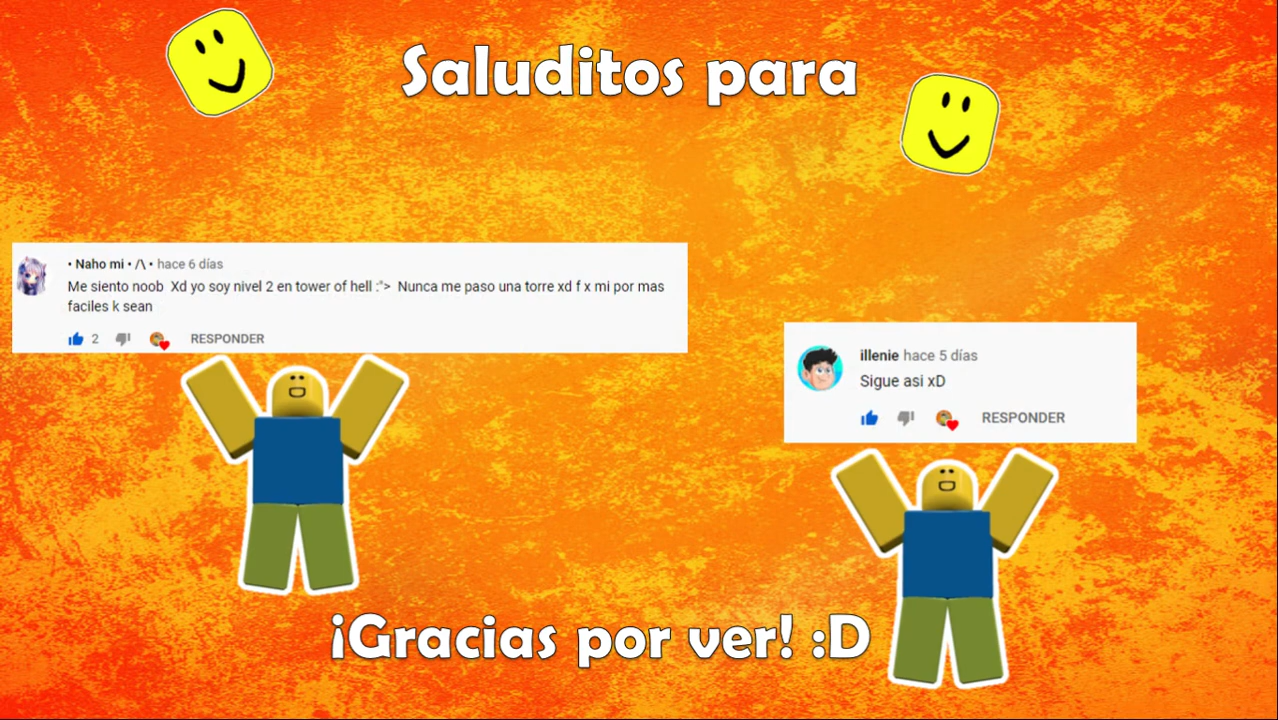 Saluditos para
• Naho mi • /\ • hace 6 días
Me siento noob  Xd yo soy nivel 2 en tower of hell :''>  Nunca me paso una torre xd f x mi por mas
faciles k sean
2 RESPONDER
illenie hace 5 días
Sigue asi xD
RESPONDER
¡Gracias por ver! :D